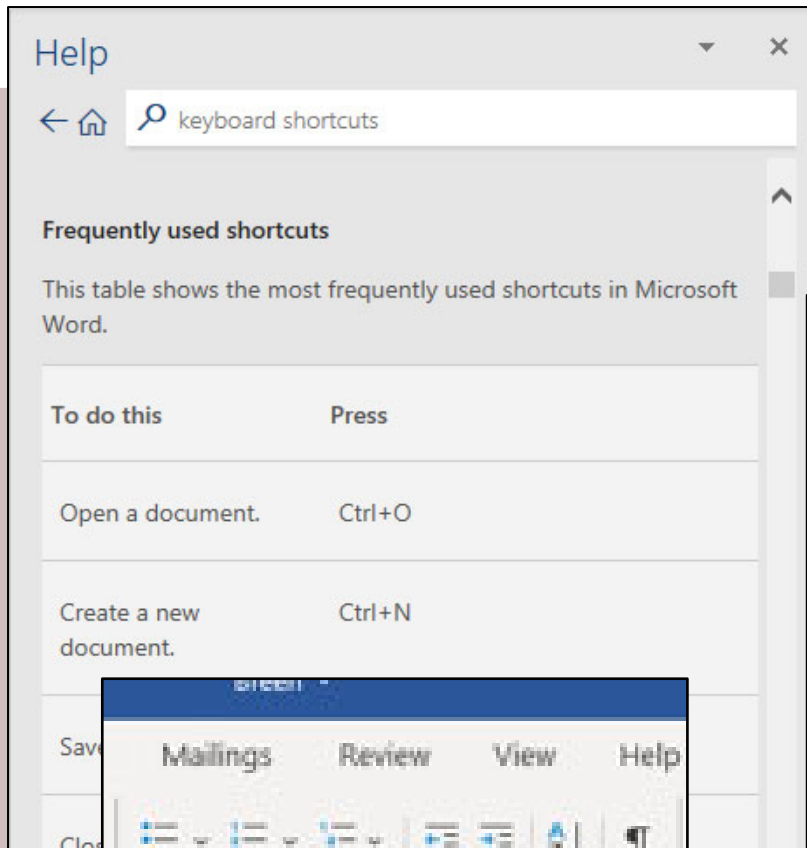 Help
keyboard shortcuts
Frequently used shortcuts
This table shows the most frequently used shortcuts in Microsoft
Word.
To do this Press
Open a document. Ctrl+O
Create a new Ctrl+N
document.
Mailings Review View Help